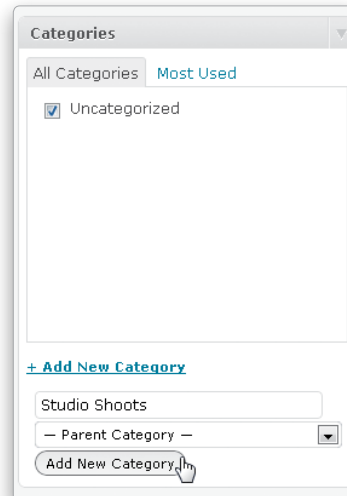 Categories
All Categories Most Used
Uncategorized
+ Add New Category
Studio Shoots
— Parent Category —
Add New Category